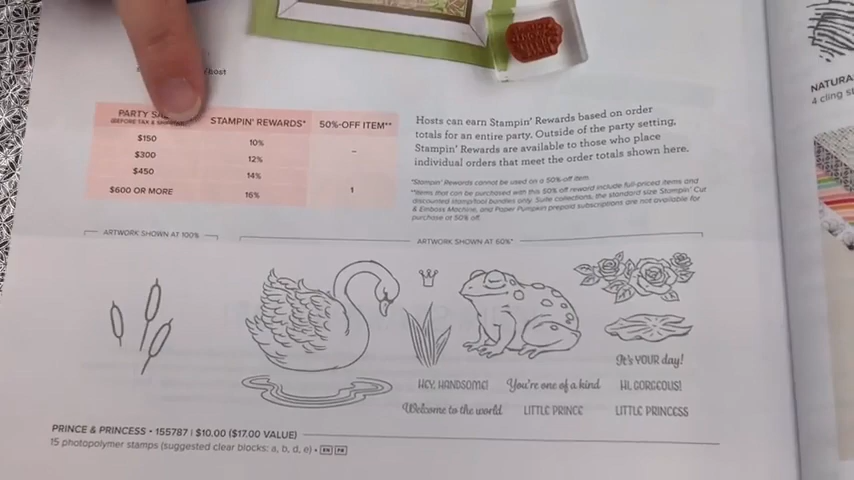 /host
PARTY
STAMPIN' REWARDS*
50%-OFF ITEM**
(BEFORE TAX &
$150
10%
–
$300
12%
$450
14%
$600 OR MORE
16%
1
Hosts can earn Stampin' Rewards based on order
totals for an entire party. Outside of the party setting,
Stampin' Rewards are available to those who place
individual orders that meet the order totals shown here.
*Stampin' Rewards cannot be used on a 50%-off item.
**Items that can be purchased with this 50% off reward include full-priced items and
discounted stamp/tool bundles only. Suite collections, the standard size Stampin' Cut
& Emboss Machine, and Paper Pumpkin prepaid subscriptions are not available for
purchase at 50% off.
ARTWORK SHOWN AT 100%
ARTWORK SHOWN AT 60%*
It's YOUR day!
HEY, HANDSOME!
You're one of a kind
HI, GORGEOUS!
Welcome to the world
LITTLE PRINCE
LITTLE PRINCESS
PRINCE & PRINCESS • 155787 | $10.00 ($17.00 VALUE)
15 photopolymer stamps (suggested clear blocks: a, b, d, e) • EN FR
NATURA
4 cling st